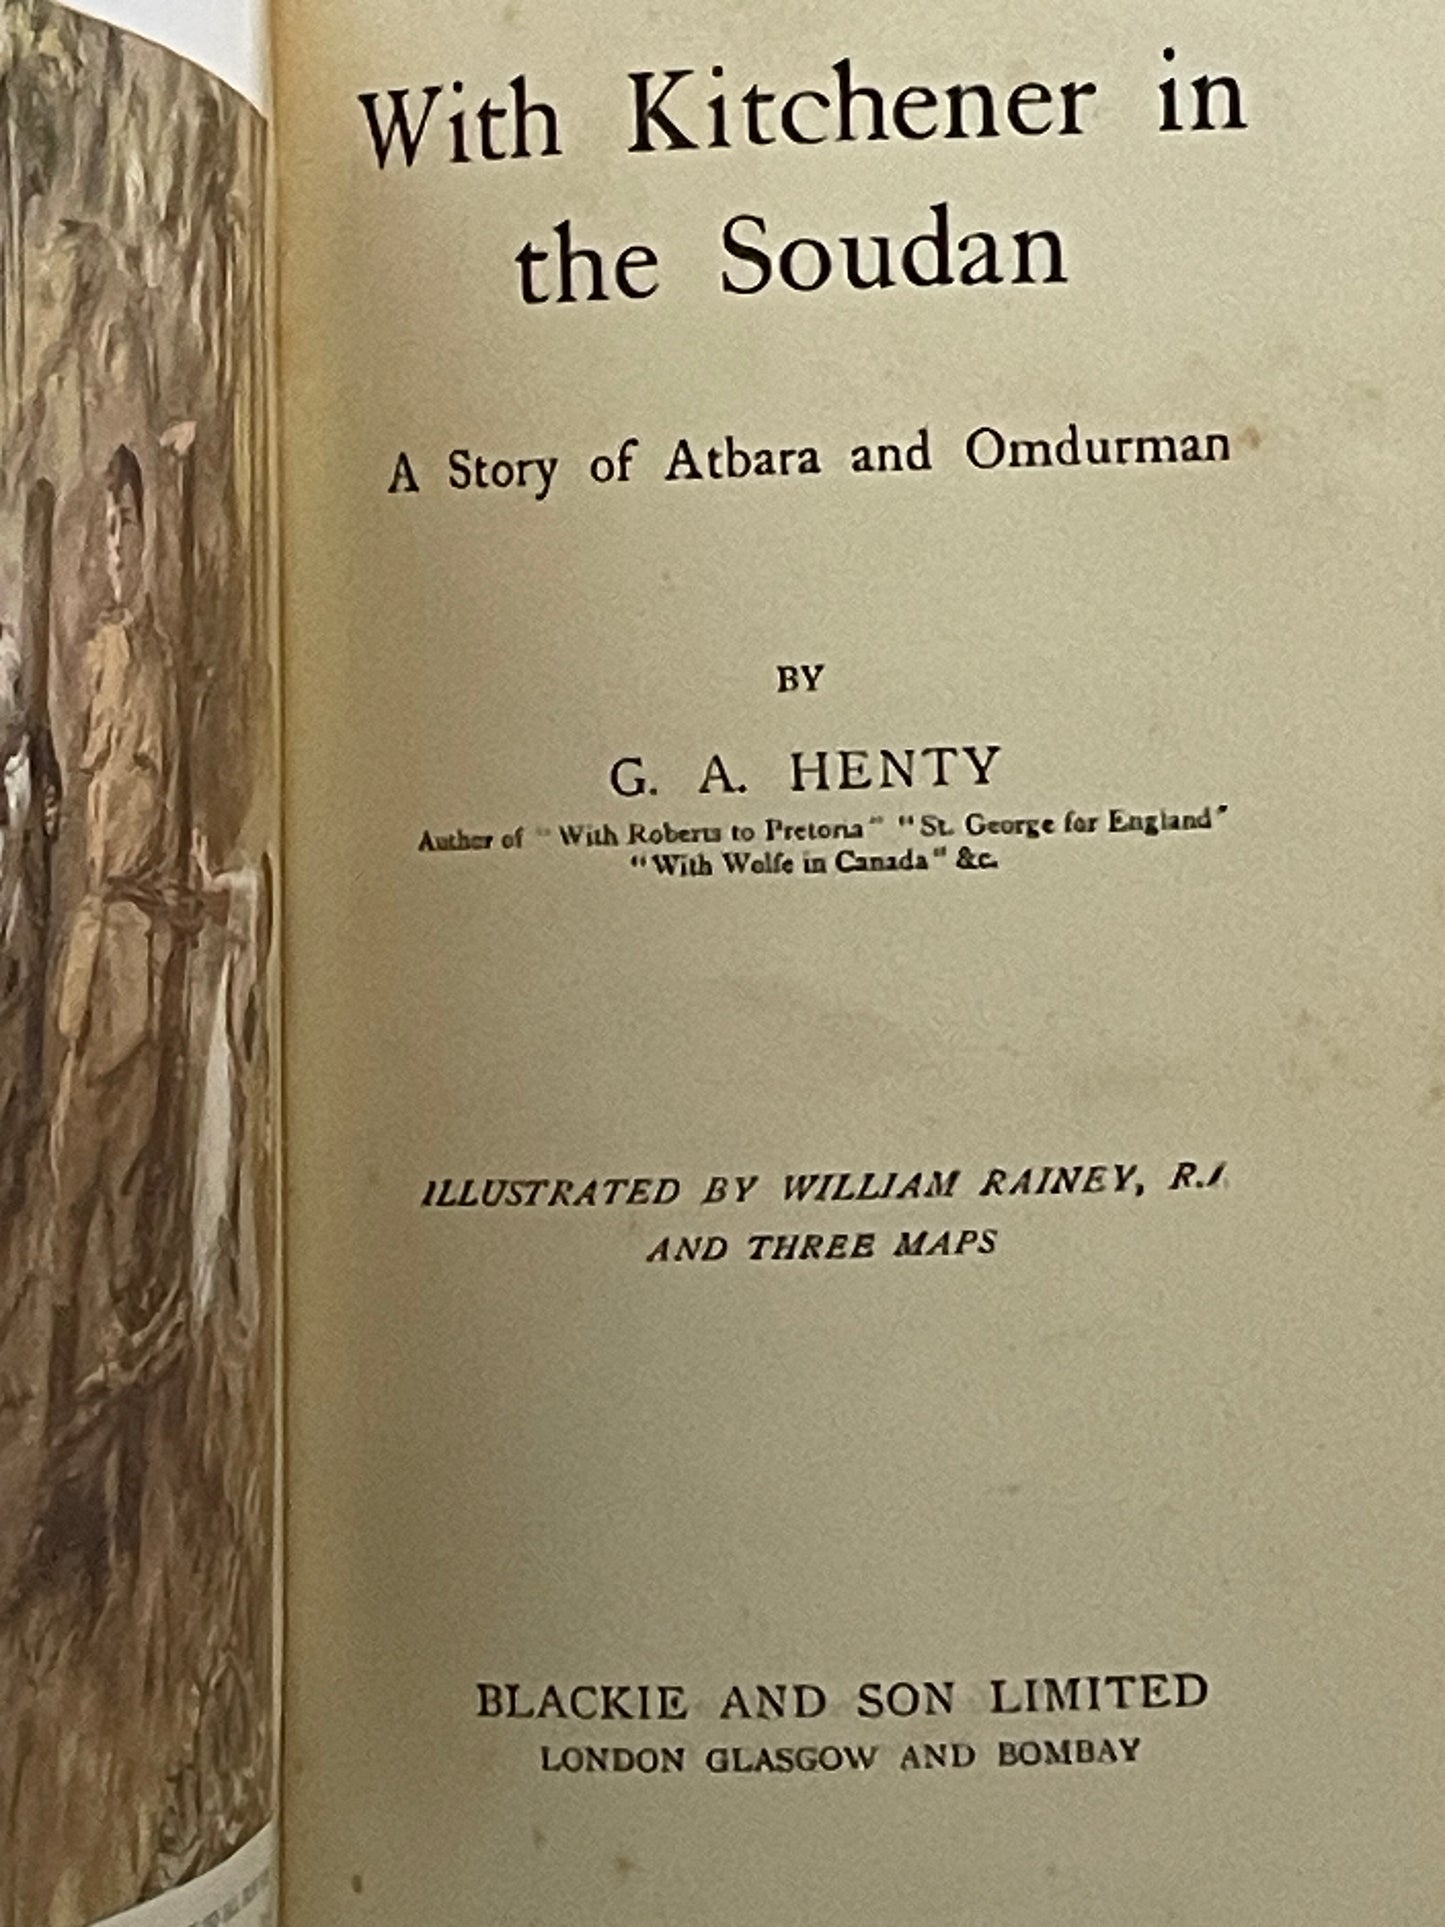 With Kitchener in
the Soudan
A Story of Atbara and Omdurman
BY
G. A. HENTY
Author of "With Roberts to Pretoria" "St. George for England"
"With Wolfe in Canada" &c.
ILLUSTRATED BY WILLIAM RAINEY, R.I
AND THREE MAPS
BLACKIE AND SON LIMITED
LONDON GLASGOW AND BOMBAY